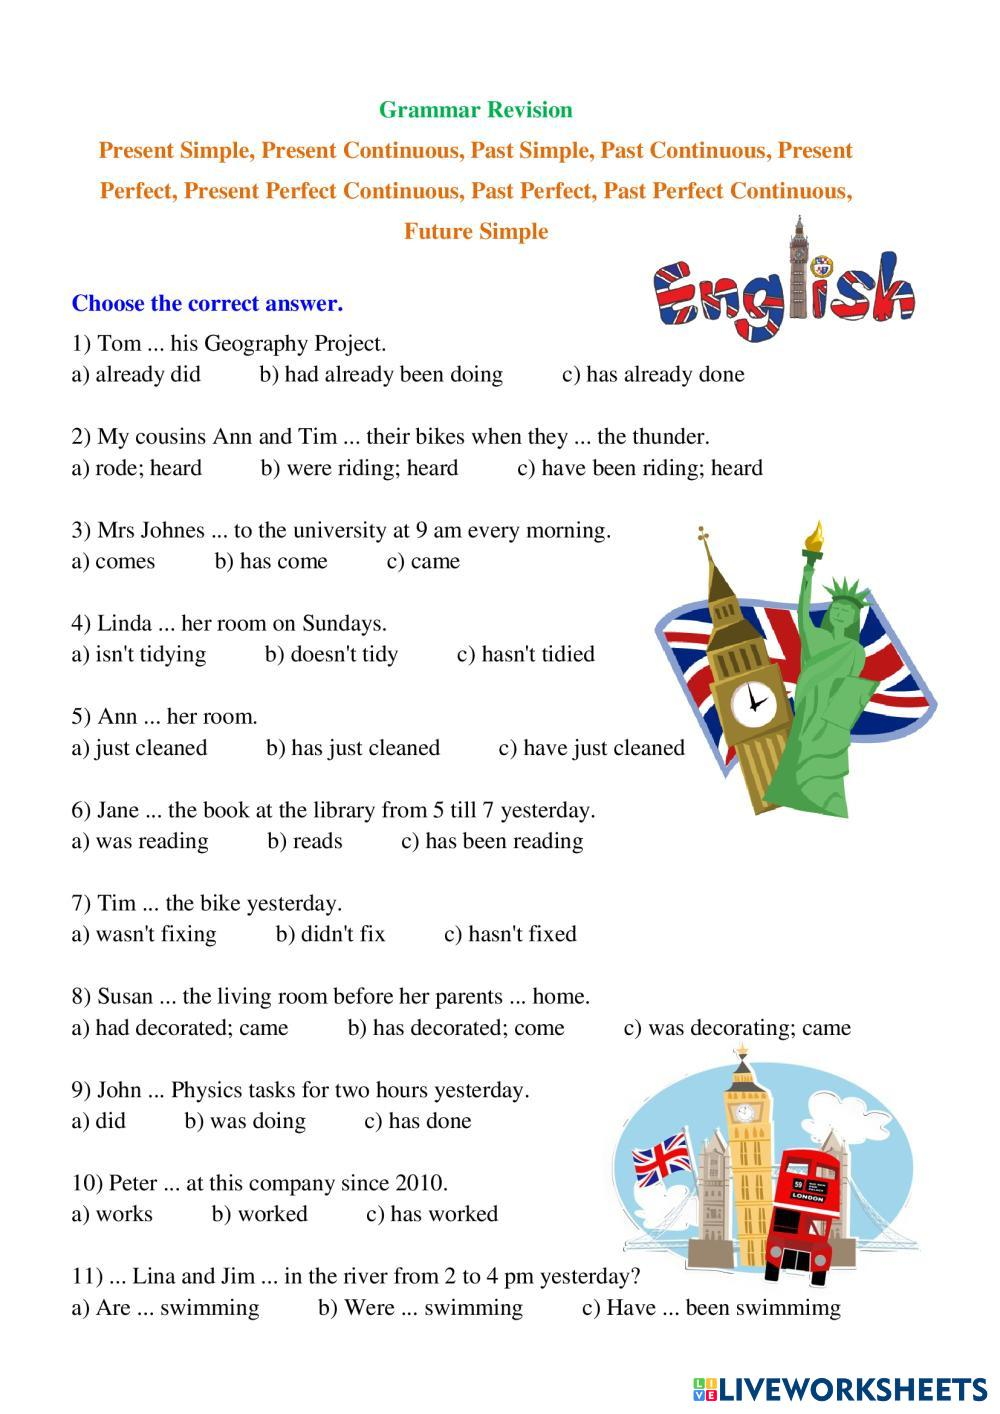 Grammar Revision
Present Simple, Present Continuous, Past Simple, Past Continuous, Present
Perfect, Present Perfect Continuous, Past Perfect, Past Perfect Continuous,
Future Simple
English
Choose the correct answer.
1) Tom ... his Geography Project.
a) already did b) had already been doing c) has already done
2) My cousins Ann and Tim ... their bikes when they ... the thunder.
a) rode; heard b) were riding; heard c) have been riding; heard
3) Mrs Johnes ... to the university at 9 am every morning.
a) comes b) has come c) came
4) Linda ... her room on Sundays.
a) isn't tidying b) doesn't tidy c) hasn't tidied
5) Ann ... her room.
a) just cleaned b) has just cleaned c) have just cleaned
6) Jane ... the book at the library from 5 till 7 yesterday.
a) was reading b) reads c) has been reading
7) Tim ... the bike yesterday.
a) wasn't fixing b) didn't fix c) hasn't fixed
8) Susan ... the living room before her parents ... home.
a) had decorated; came b) has decorated; come c) was decorating; came
9) John ... Physics tasks for two hours yesterday.
a) did b) was doing c) has done
10) Peter ... at this company since 2010.
a) works b) worked c) has worked
59
LONDON
11) ... Lina and Jim ... in the river from 2 to 4 pm yesterday?
a) Are ... swimming b) Were ... swimming c) Have ... been swimmimg
LIVE LIVEWORKSHEETS